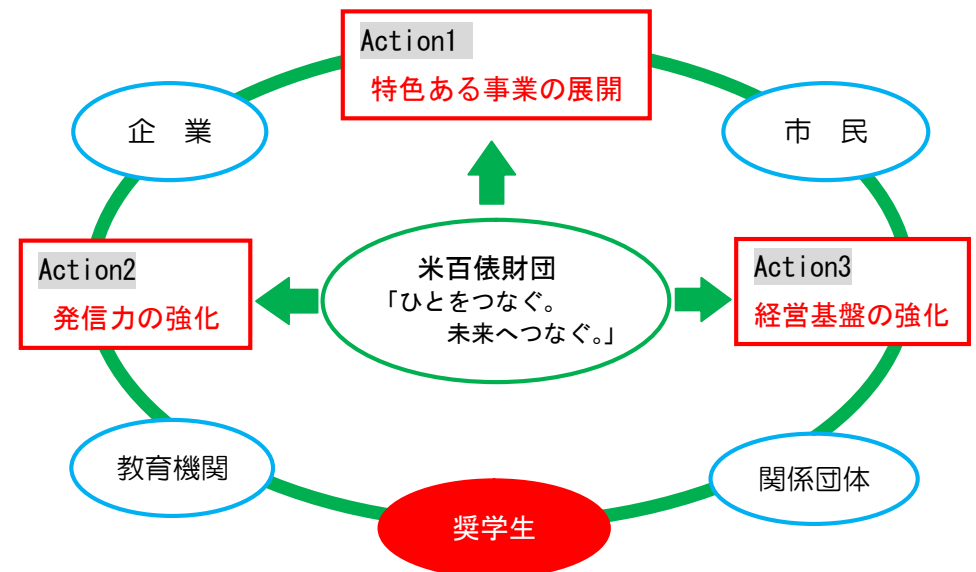 Action1
特色ある事業の展開
企　業
市　民
Action2
発信力の強化
米百俵財団
「ひとをつなぐ。
未来へつなぐ。」
Action3
経営基盤の強化
教育機関
関係団体
奨学生